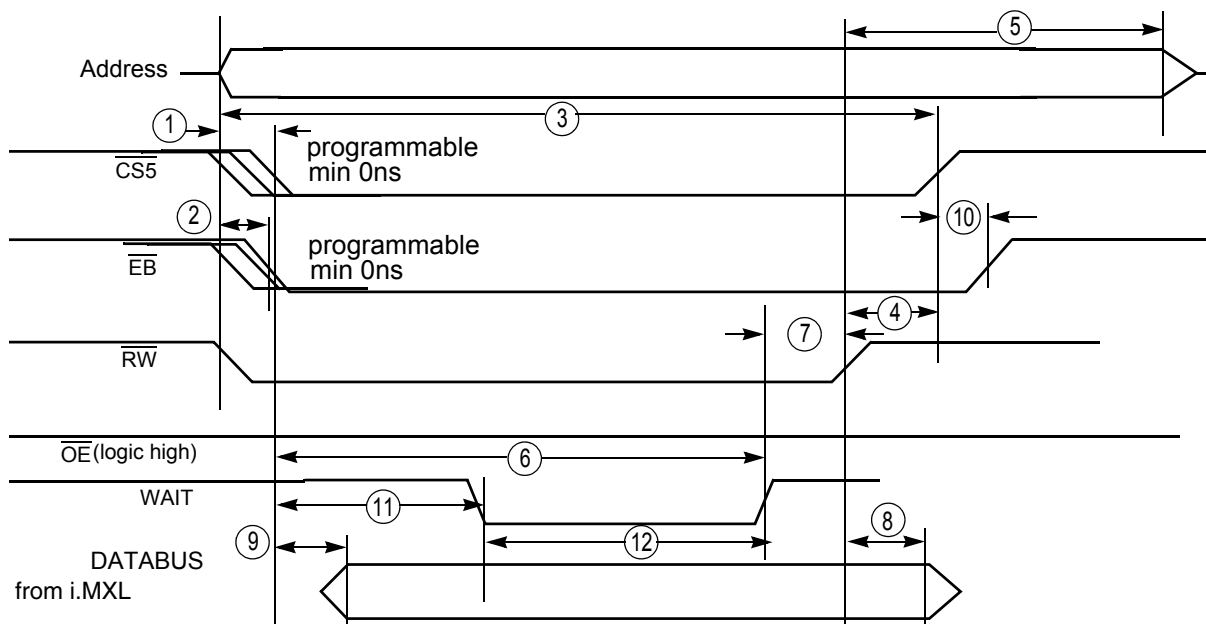 5
Address
1
3
programmable
min 0ns
CS5
2
10
programmable
min 0ns
EB
4
7
RW
OE(logic high)
6
WAIT
11
8
9
12
DATABUS
from i.MXL